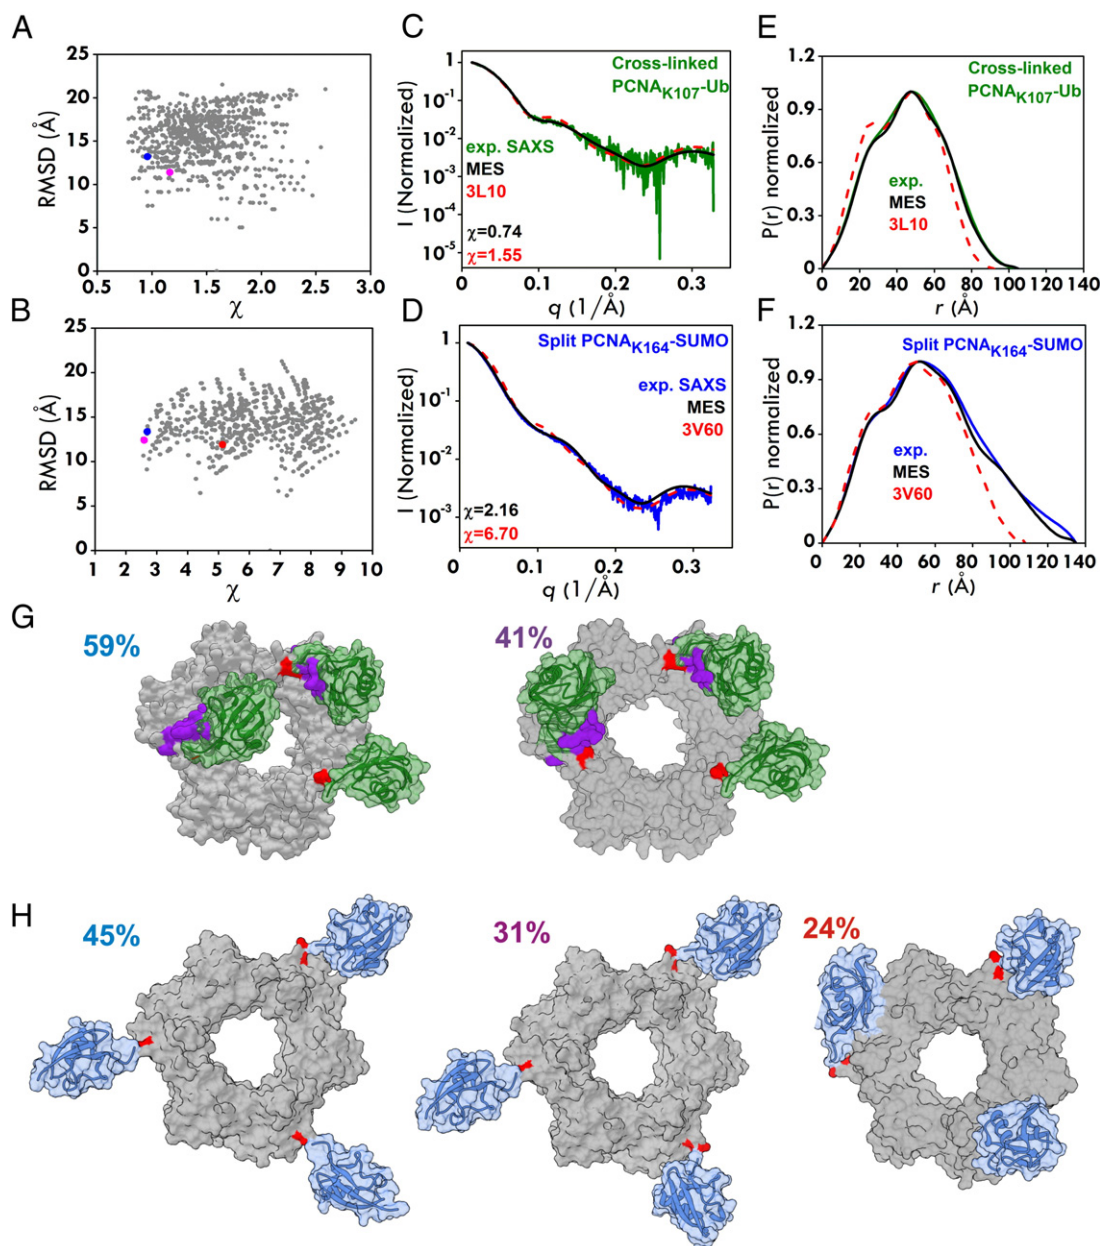 A
RMSD (Å)
25
20
15
10
5
0
0.5
1.0
1.5
2.0
2.5
3.0
χ
B
RMSD (Å)
25
20
15
10
5
0
1
2
3
4
5
6
7
8
9
10
χ
C
I (Normalized)
1
10-1
10-2
10-3
10-4
10-5
Cross-linked
PCNAK107-Ub
exp. SAXS
MES
3L10
χ=0.74
χ=1.55
0
0.1
0.2
0.3
q (1/Å)
D
I (Normalized)
1
10-1
10-3
Split PCNAK164-SUMO
exp. SAXS
MES
3V60
χ=2.16
χ=6.70
0
0.1
0.2
0.3
q (1/Å)
E
P(r) normalized
1.2
0.9
0.6
0.3
0
Cross-linked
PCNAK107-Ub
exp.
MES
3L10
0
20
40
60
80
100
120
140
r (Å)
F
P(r) normalized
1.2
0.9
0.6
0.3
0
Split PCNAK164-SUMO
exp.
MES
3V60
0
20
40
60
80
100
120
140
r (Å)
G
59%
41%
H
45%
31%
24%